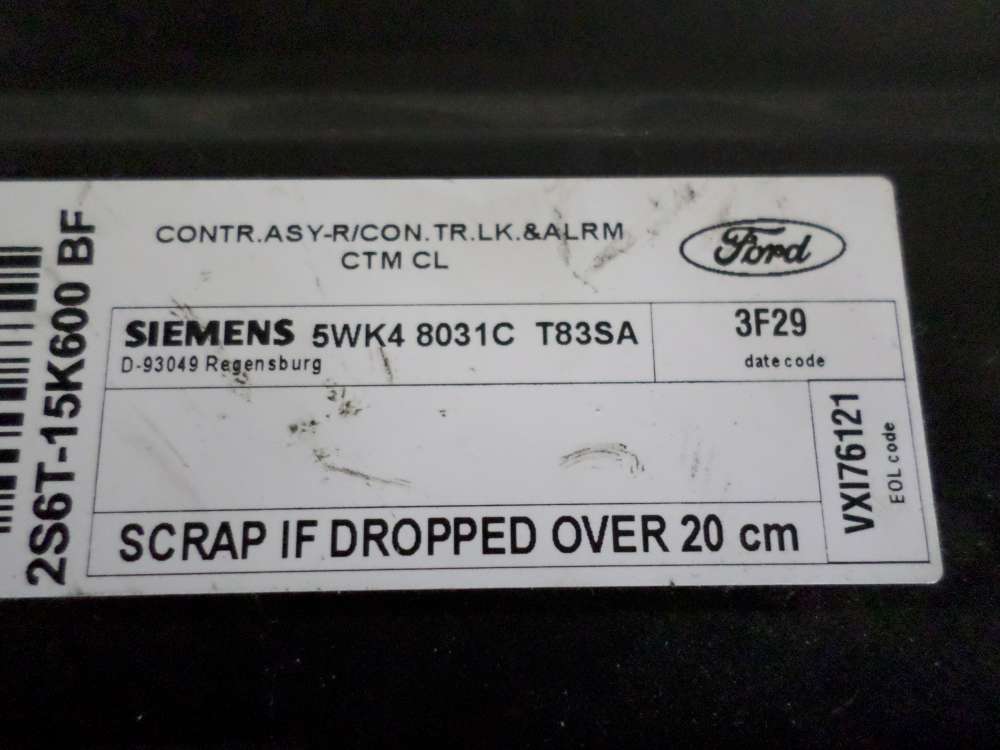 2S6T-15K600 BF
CONTR.ASY-R/CON.TR.LK.&ALRM
CTM CL
Ford
SIEMENS 5WK4 8031C T83SA
D-93049 Regensburg
3F29
date code
VXI76121
EOL code
SCRAP IF DROPPED OVER 20 cm